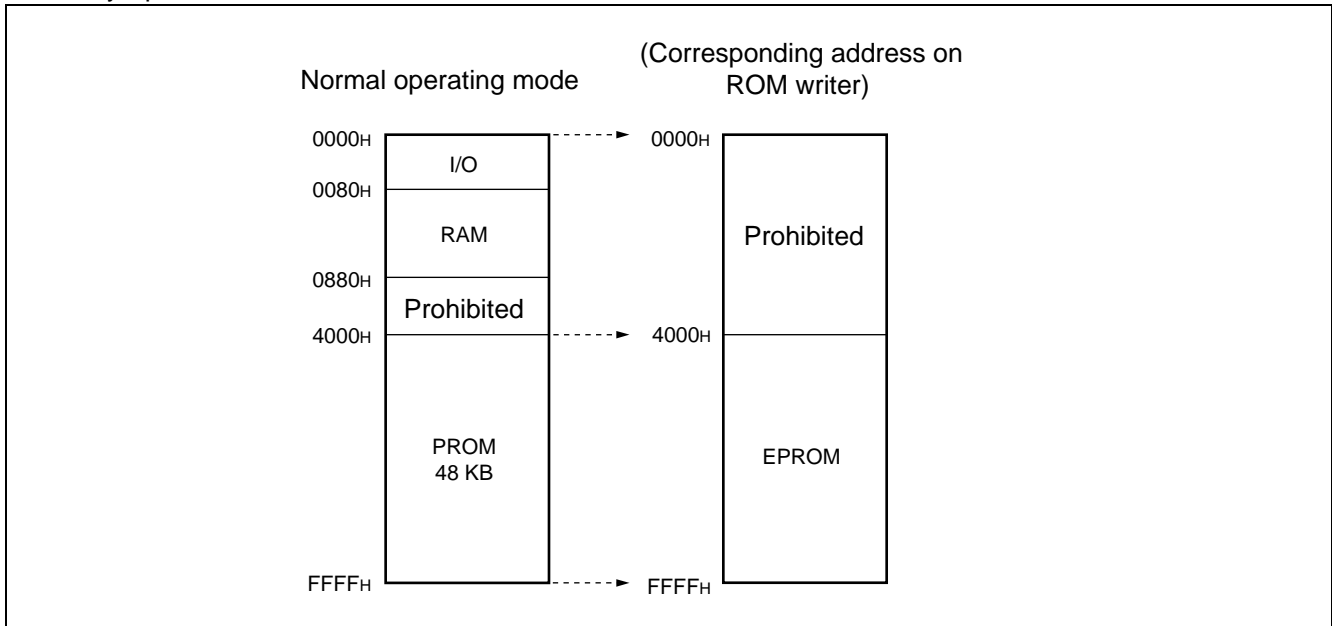 Normal operating mode
(Corresponding address on
ROM writer)
0000H
I/O
0080H
RAM
0880H
Prohibited
4000H
PROM
48 KB
FFFFH
0000H
Prohibited
4000H
EPROM
FFFFH